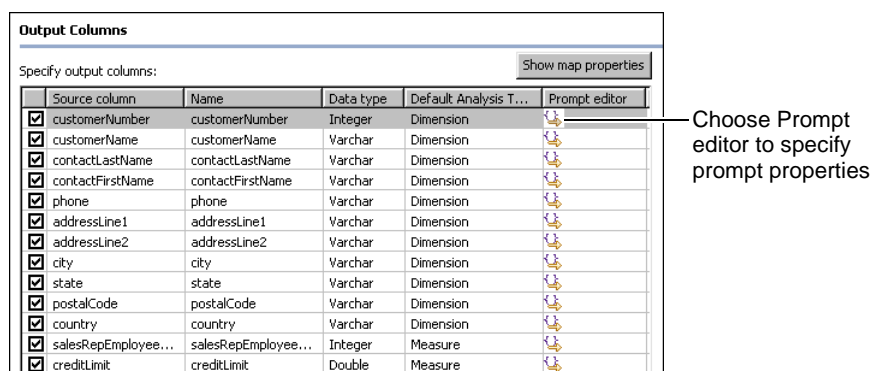 Output Columns
Specify output columns:
Show map properties
Source column Name Data type Default Analysis T... Prompt editor
customerNumber customerNumber Integer Dimension
customerName customerName Varchar Dimension
contactLastName contactLastName Varchar Dimension
contactFirstName contactFirstName Varchar Dimension
phone phone Varchar Dimension
addressLine1 addressLine1 Varchar Dimension
addressLine2 addressLine2 Varchar Dimension
city city Varchar Dimension
state state Varchar Dimension
postalCode postalCode Varchar Dimension
country country Varchar Dimension
salesRepEmployee... salesRepEmployee... Integer Measure
creditLimit creditLimit Double Measure
Choose Prompt
editor to specify
prompt properties